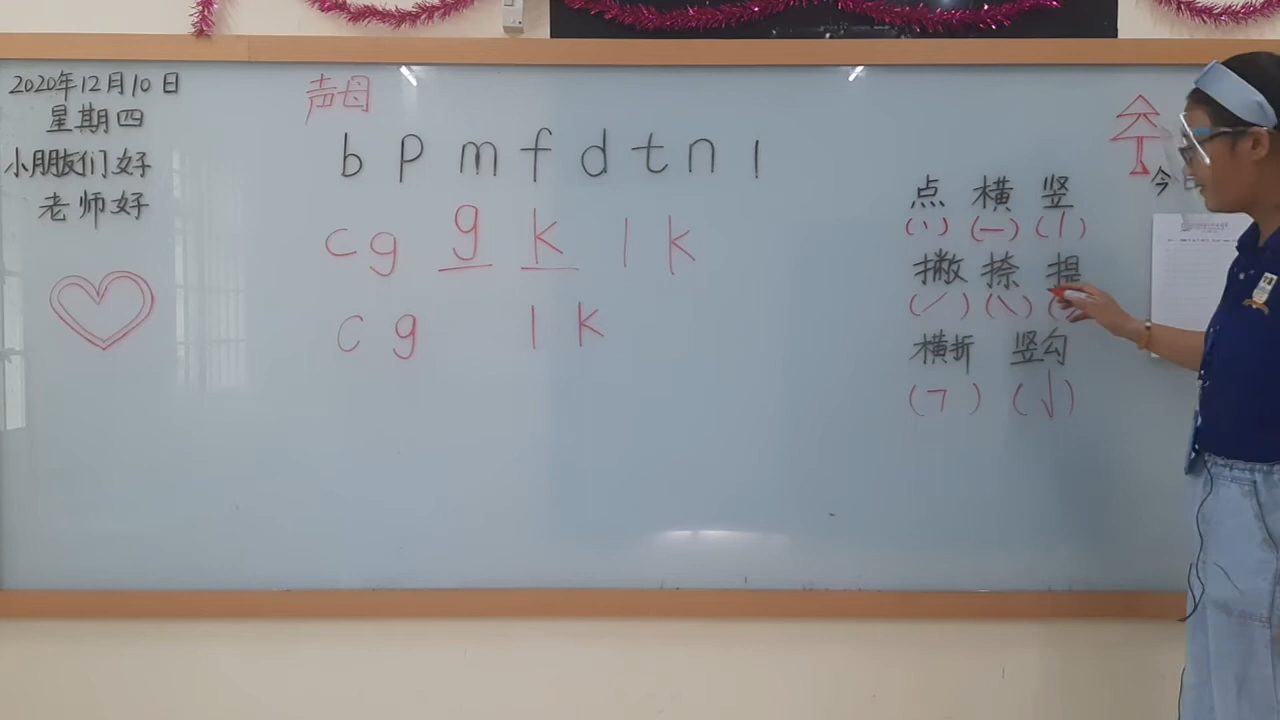 2020年12月10日
星期四
小朋友们好
老师好
声母
b p m f d t n l
c g g k l k
c g l k
今
点 横 竖
(丶) (一) (丨)
撇 捺 提
(㇒) (㇏) (
横折 竖勾
(㇕) (亅)